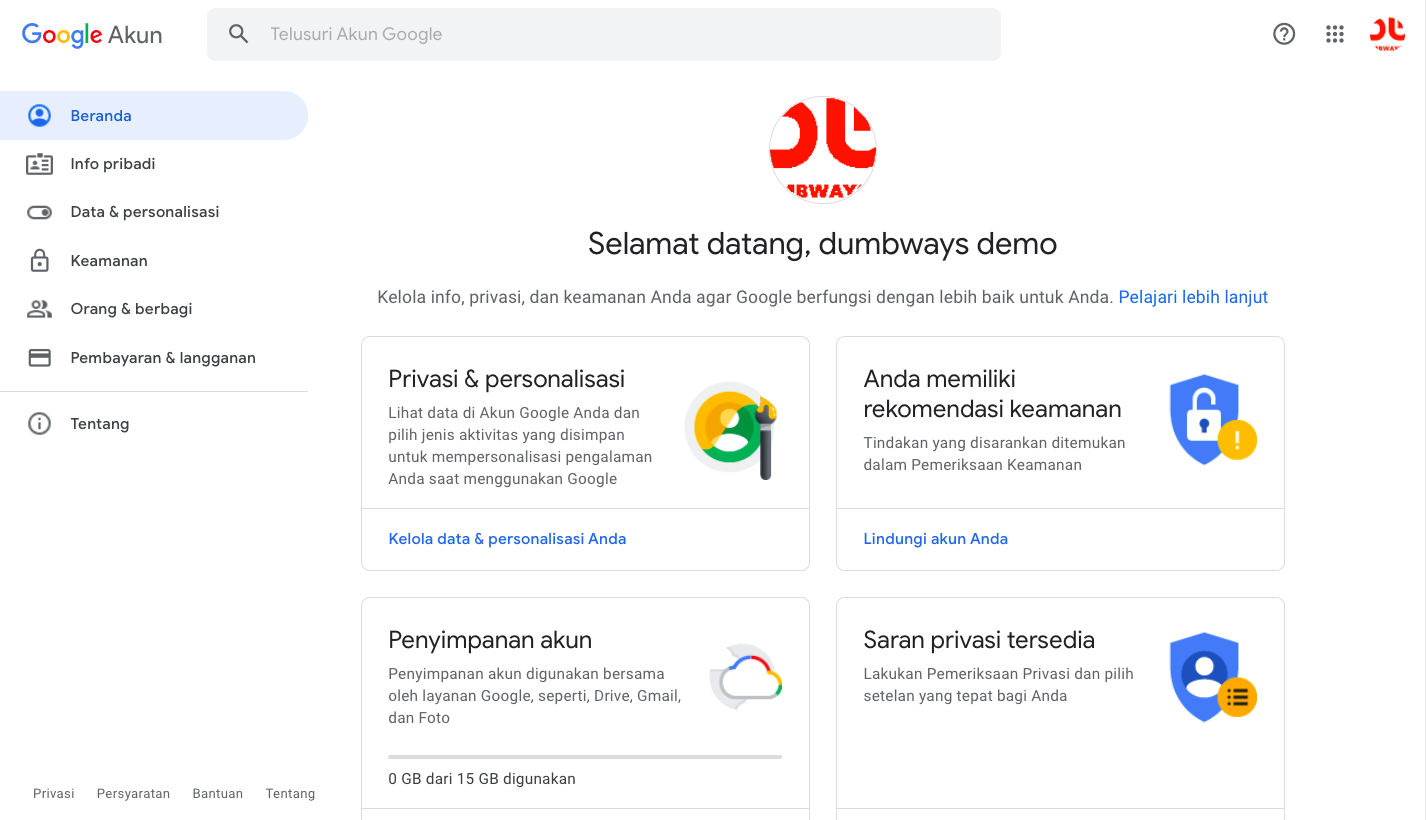 Google Akun
Telusuri Akun Google
Beranda
Info pribadi
Data & personalisasi
Keamanan
Orang & berbagi
Pembayaran & langganan
Tentang
Selamat datang, dumbways demo
Kelola info, privasi, dan keamanan Anda agar Google berfungsi dengan lebih baik untuk Anda. Pelajari lebih lanjut
Privasi & personalisasi
Lihat data di Akun Google Anda dan
pilih jenis aktivitas yang disimpan
untuk mempersonalisasi pengalaman
Anda saat menggunakan Google
Kelola data & personalisasi Anda
Anda memiliki
rekomendasi keamanan
Tindakan yang disarankan ditemukan
dalam Pemeriksaan Keamanan
Lindungi akun Anda
Penyimpanan akun
Penyimpanan akun digunakan bersama
oleh layanan Google, seperti, Drive, Gmail,
dan Foto
0 GB dari 15 GB digunakan
Saran privasi tersedia
Lakukan Pemeriksaan Privasi dan pilih
setelan yang tepat bagi Anda
Privasi Persyaratan Bantuan Tentang